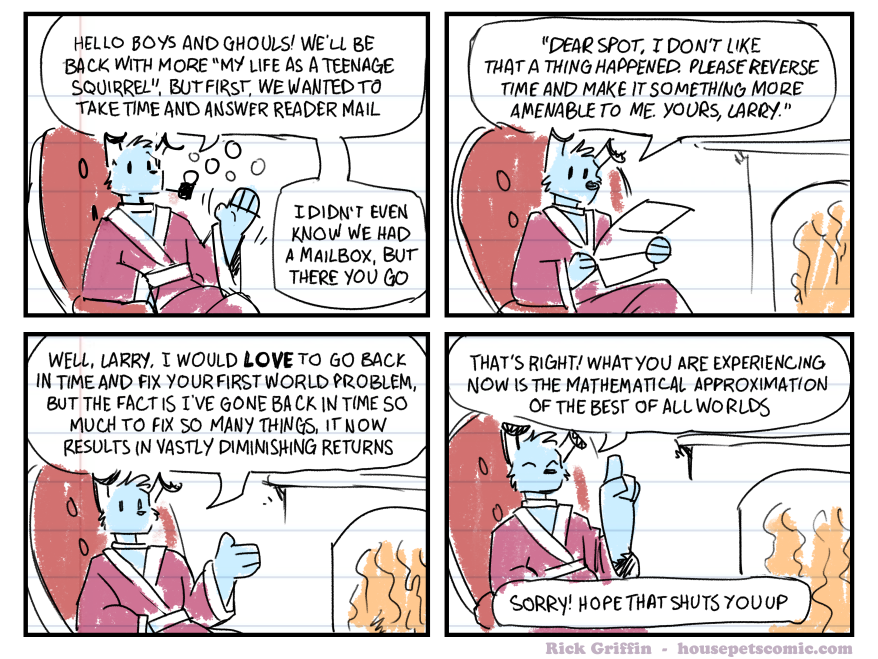 HELLO BOYS AND GHOULS! WE'LL BE
BACK WITH MORE "MY LIFE AS A TEENAGE
SQUIRREL", BUT FIRST, WE WANTED TO
TAKE TIME AND ANSWER READER MAIL
I DIDN'T EVEN
KNOW WE HAD
A MAILBOX, BUT
THERE YOU GO
"DEAR SPOT, I DON'T LIKE
THAT A THING HAPPENED. PLEASE REVERSE
TIME AND MAKE IT SOMETHING MORE
AMENABLE TO ME. YOURS, LARRY."
WELL, LARRY, I WOULD LOVE TO GO BACK
IN TIME AND FIX YOUR FIRST WORLD PROBLEM,
BUT THE FACT IS I'VE GONE BACK IN TIME SO
MUCH TO FIX SO MANY THINGS, IT NOW
RESULTS IN VASTLY DIMINISHING RETURNS
THAT'S RIGHT! WHAT YOU ARE EXPERIENCING
NOW IS THE MATHEMATICAL APPROXIMATION
OF THE BEST OF ALL WORLDS
SORRY! HOPE THAT SHUTS YOU UP
Rick Griffin - housepetscomic.com